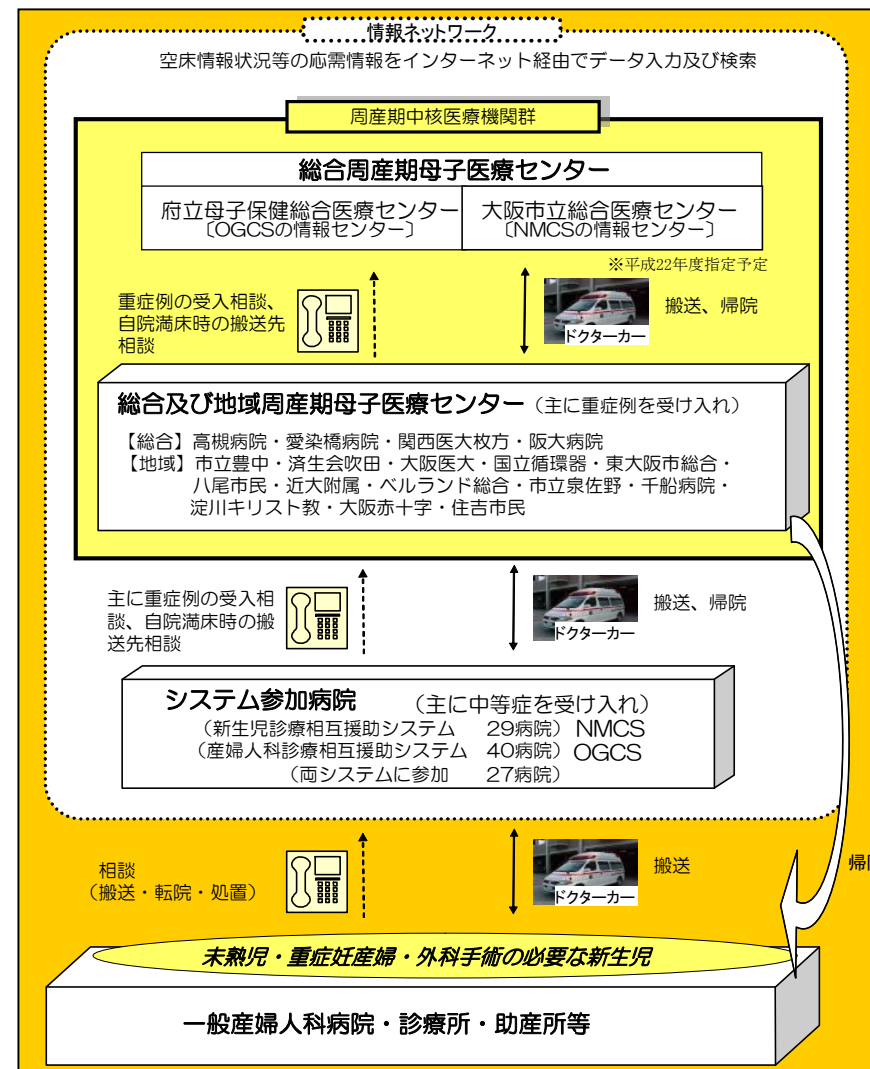 情報ネットワーク
空床情報状況等の応需情報をインターネット経由でデータ入力及び検索
周産期中核医療機関群
総合周産期母子医療センター
府立母子保健総合医療センター
〔OGCSの情報センター〕
大阪市立総合医療センター
〔NMCSの情報センター〕
※平成22年度指定予定
重症例の受入相談、
自院満床時の搬送先
相談
ドクターカー
搬送、帰院
総合及び地域周産期母子医療センター（主に重症例を受け入れ）
【総合】高槻病院・愛染橋病院・関西医大枚方・阪大病院
【地域】市立豊中・済生会吹田・大阪医大・国立循環器・東大阪市総合・
八尾市民・近大附属・ベルランド総合・市立泉佐野・千船病院・
淀川キリスト教・大阪赤十字・住吉市民
主に重症例の受入相
談、自院満床時の搬
送先相談
ドクターカー
搬送、帰院
システム参加病院　（主に中等症を受け入れ）
（新生児診療相互援助システム　29病院）NMCS
（産婦人科診療相互援助システム　40病院）OGCS
（両システムに参加　27病院）
相談
（搬送・転院・処置）
ドクターカー
搬送
帰
未熟児・重症妊産婦・外科手術の必要な新生児
一般産婦人科病院・診療所・助産所等